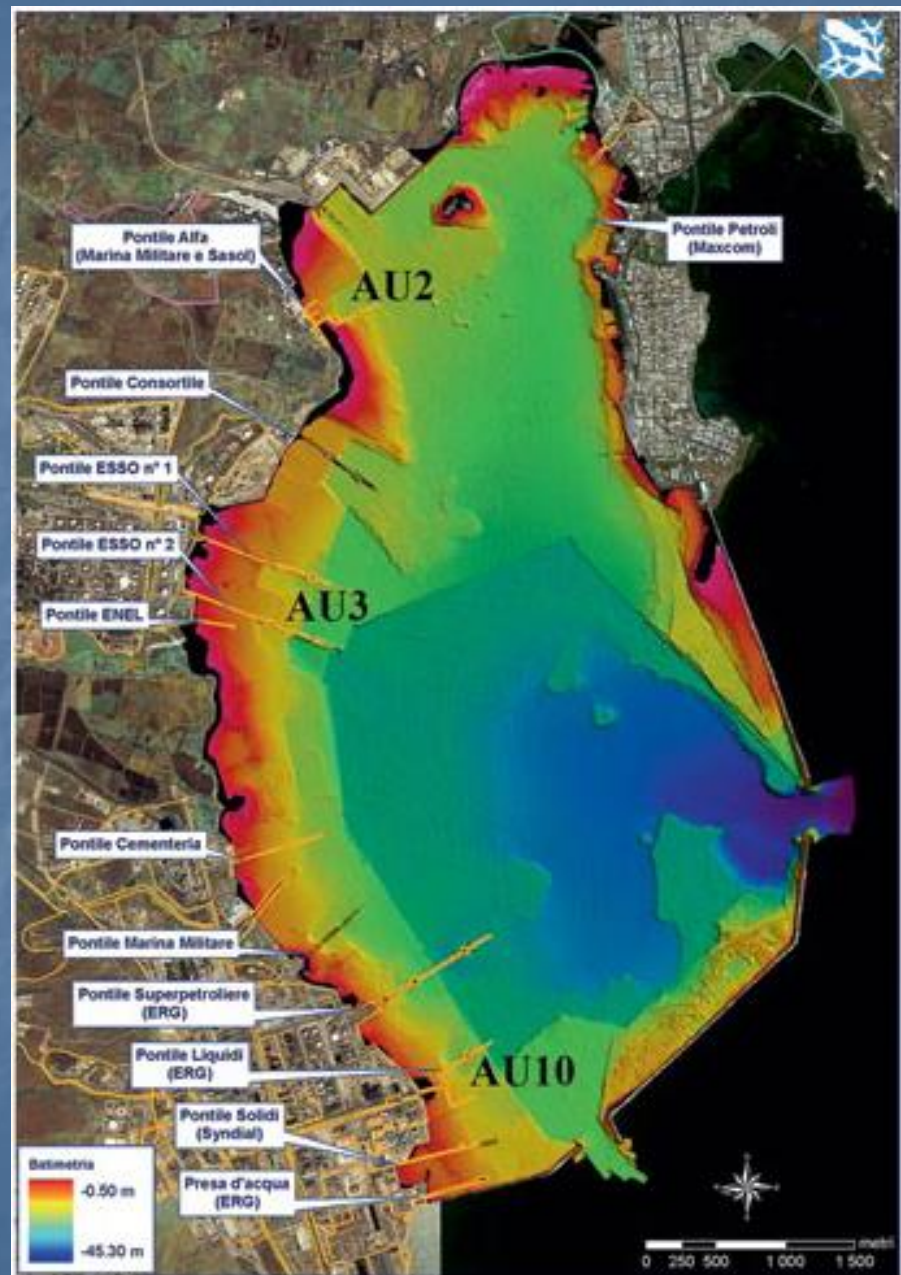 Pontile Petroli
(Maxcom)
Pontile Alfa
(Marina Militare e Sasol)
AU2
Pontile Consortile
Pontile ESSO n° 1
Pontile ESSO n° 2
AU3
Pontile ENEL
Pontile Cementeria
Pontile Marina Militare
Pontile Superpetroliere
(ERG)
Pontile Liquidi
(ERG)
AU10
Pontile Solidi
(Syndial)
Presa d'acqua
(ERG)
Batimetria
-0.50 m
-45.30 m
metri
0 250 500 1 000 1 500